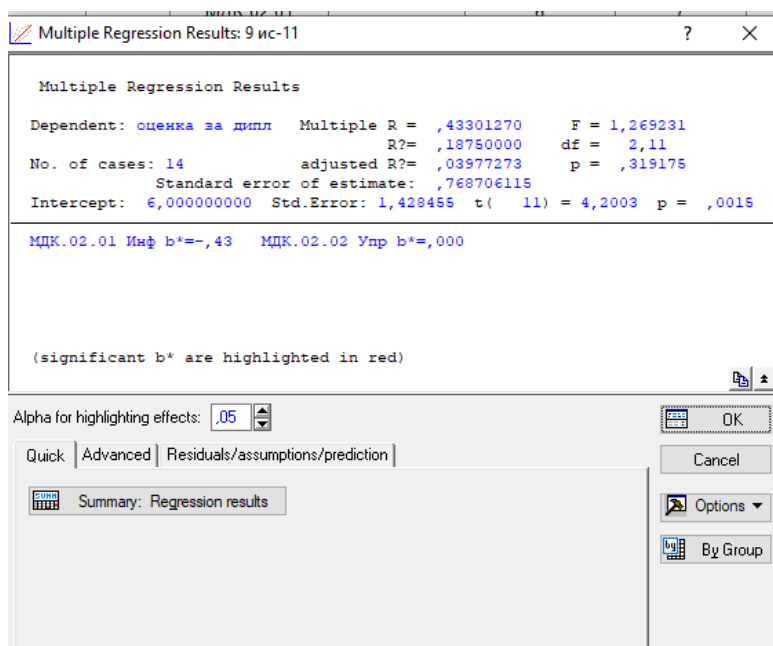 МДК.02.01
Multiple Regression Results: 9 ис-11 ? ×
Multiple Regression Results
Dependent: оценка за дипл Multiple R = ,43301270 F = 1,269231
R?= ,18750000 df = 2,11
No. of cases: 14 adjusted R?= ,03977273 p = ,319175
Standard error of estimate: ,768706115
Intercept: 6,000000000 Std.Error: 1,428455 t( 11) = 4,2003 p = ,0015
МДК.02.01 Инф b*=-,43 МДК.02.02 Упр b*=,000
(significant b* are highlighted in red)
Alpha for highlighting effects: ,05
OK
Quick Advanced Residuals/assumptions/prediction
Cancel
Summary: Regression results
Options
By Group